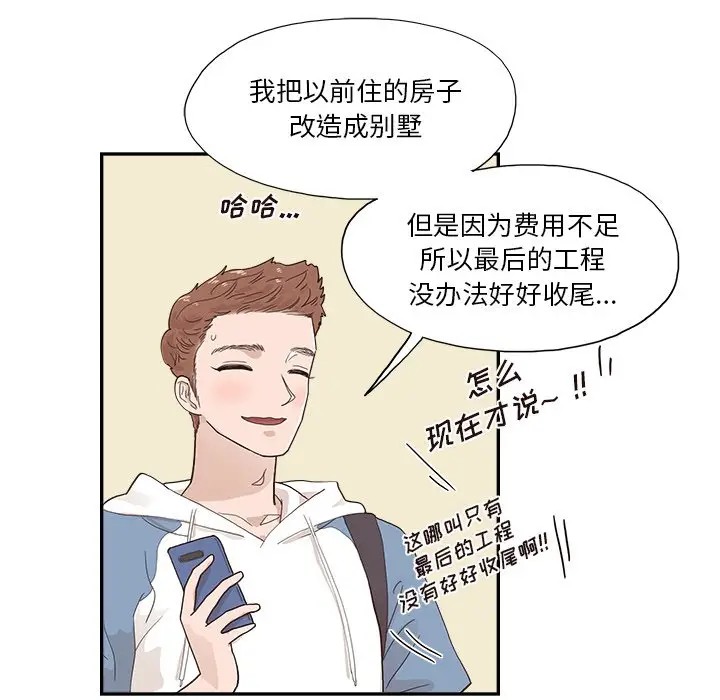 我把以前住的房子
改造成别墅
哈哈...
但是因为费用不足
所以最后的工程
没办法好好收尾...
怎么
现在才说~!!
这哪叫只有
最后的工程
没有好好收尾啊!!